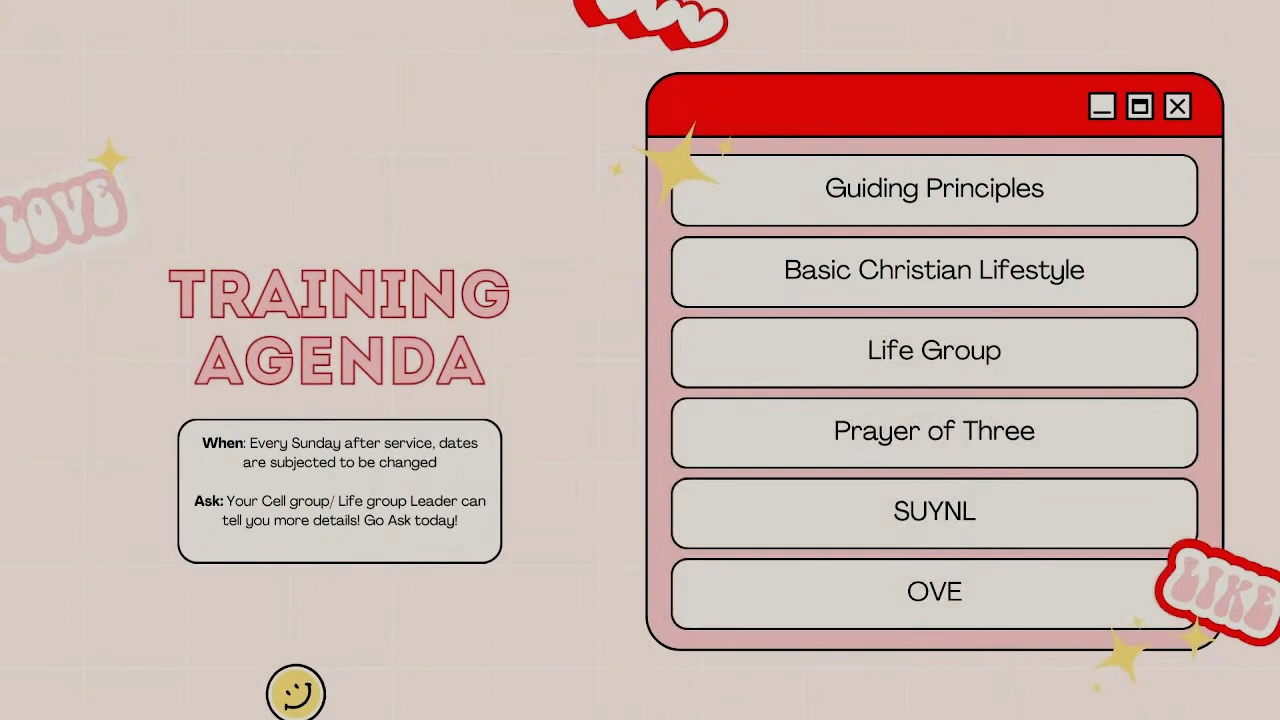 LOVE
TRAINING
AGENDA
When: Every Sunday after service, dates
are subjected to be changed
Ask: Your Cell group/ Life group Leader can
tell you more details! Go Ask today!
Guiding Principles
Basic Christian Lifestyle
Life Group
Prayer of Three
SUYNL
OVE
LIKE